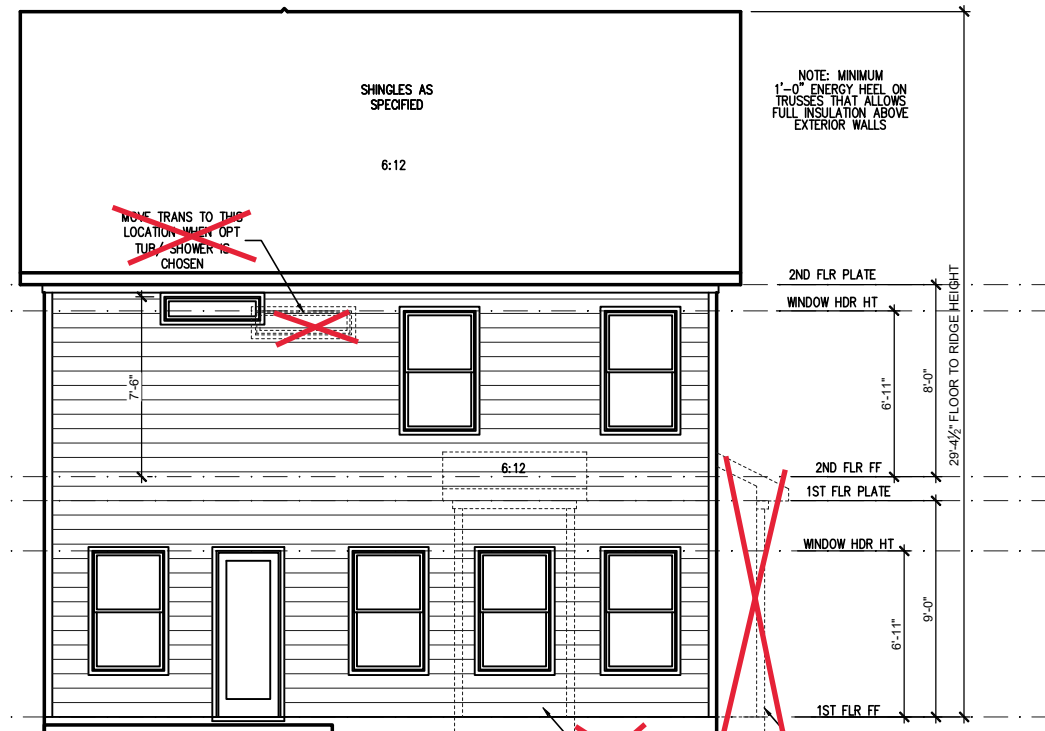 SHINGLES AS
SPECIFIED
NOTE: MINIMUM
1'-0" ENERGY HEEL ON
TRUSSES THAT ALLOWS
FULL INSULATION ABOVE
EXTERIOR WALLS
6:12
MOVE TRANS TO THIS
LOCATION WHEN OPT
TUB/ SHOWER IS
CHOSEN
2ND FLR PLATE
WINDOW HDR HT
7'-6"
6'-11"
8'-0"
29'-4½" FLOOR TO RIDGE HEIGHT
6:12
2ND FLR FF
1ST FLR PLATE
WINDOW HDR HT
6'-11"
9'-0"
1ST FLR FF